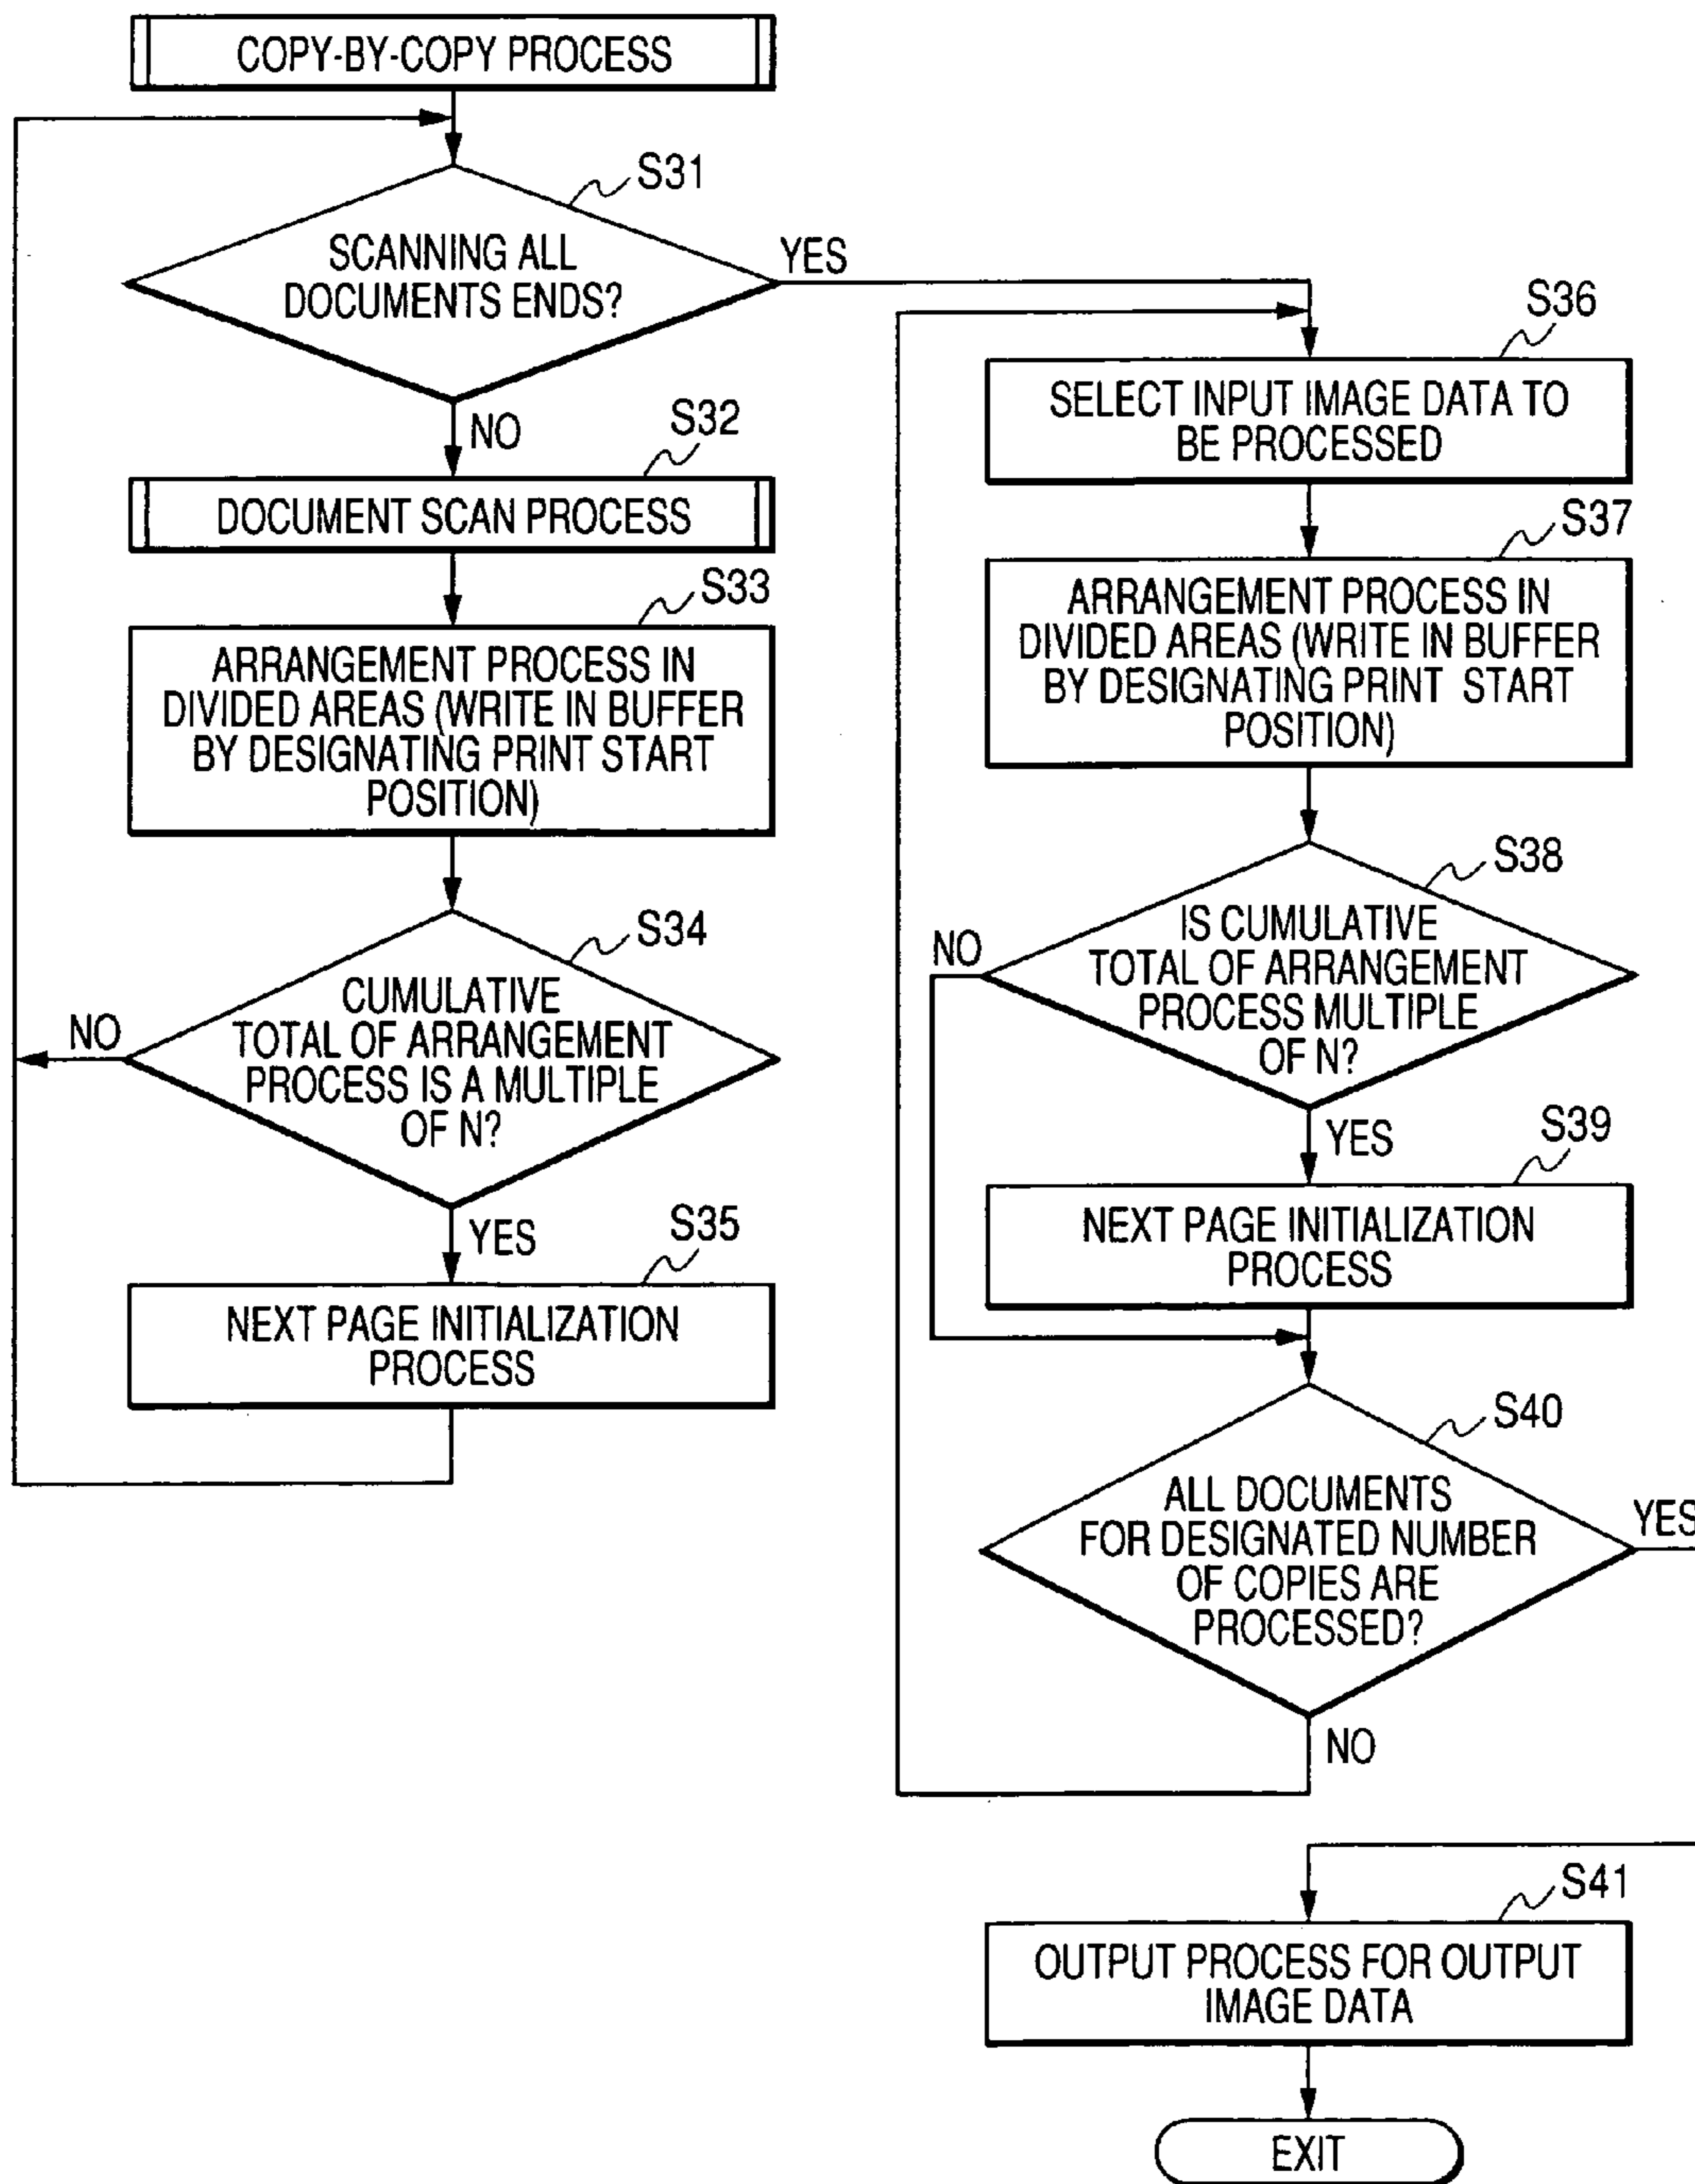 COPY-BY-COPY PROCESS
S31
SCANNING ALL
DOCUMENTS ENDS?
YES
NO
S32
DOCUMENT SCAN PROCESS
S33
ARRANGEMENT PROCESS IN
DIVIDED AREAS (WRITE IN BUFFER
BY DESIGNATING PRINT START
POSITION)
S34
CUMULATIVE
TOTAL OF ARRANGEMENT
PROCESS IS A MULTIPLE
OF N?
NO
YES
S35
NEXT PAGE INITIALIZATION
PROCESS
S36
SELECT INPUT IMAGE DATA TO
BE PROCESSED
S37
ARRANGEMENT PROCESS IN
DIVIDED AREAS (WRITE IN BUFFER
BY DESIGNATING PRINT START
POSITION)
S38
IS CUMULATIVE
TOTAL OF ARRANGEMENT
PROCESS MULTIPLE
OF N?
NO
YES
S39
NEXT PAGE INITIALIZATION
PROCESS
S40
ALL DOCUMENTS
FOR DESIGNATED NUMBER
OF COPIES ARE
PROCESSED?
YES
NO
S41
OUTPUT PROCESS FOR OUTPUT
IMAGE DATA
EXIT